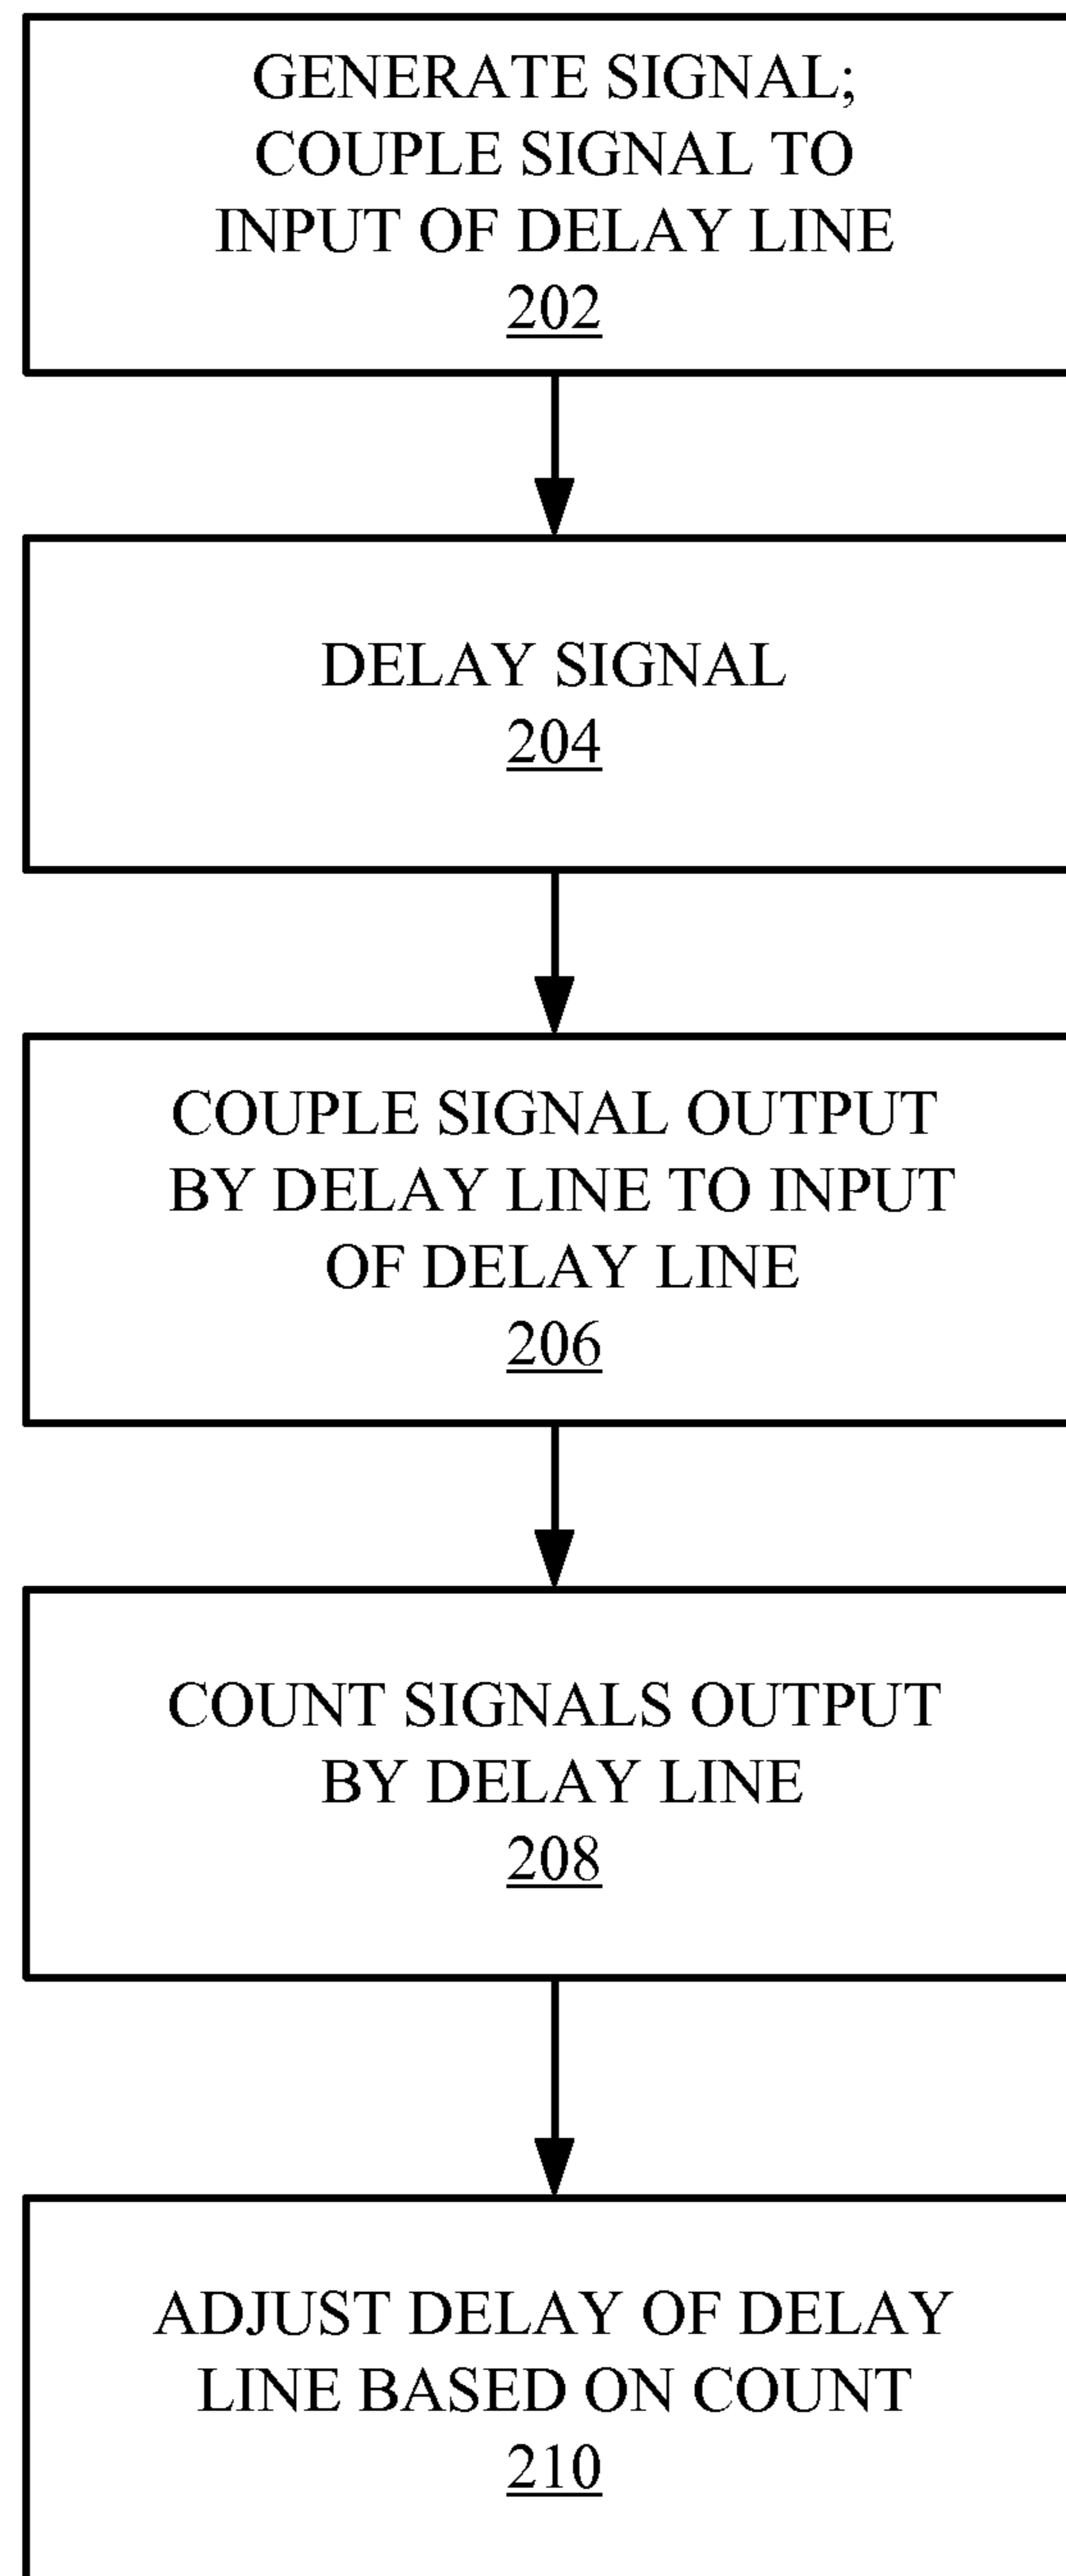 GENERATE SIGNAL;
COUPLE SIGNAL TO
INPUT OF DELAY LINE
202
DELAY SIGNAL
204
COUPLE SIGNAL OUTPUT
BY DELAY LINE TO INPUT
OF DELAY LINE
206
COUNT SIGNALS OUTPUT
BY DELAY LINE
208
ADJUST DELAY OF DELAY
LINE BASED ON COUNT
210